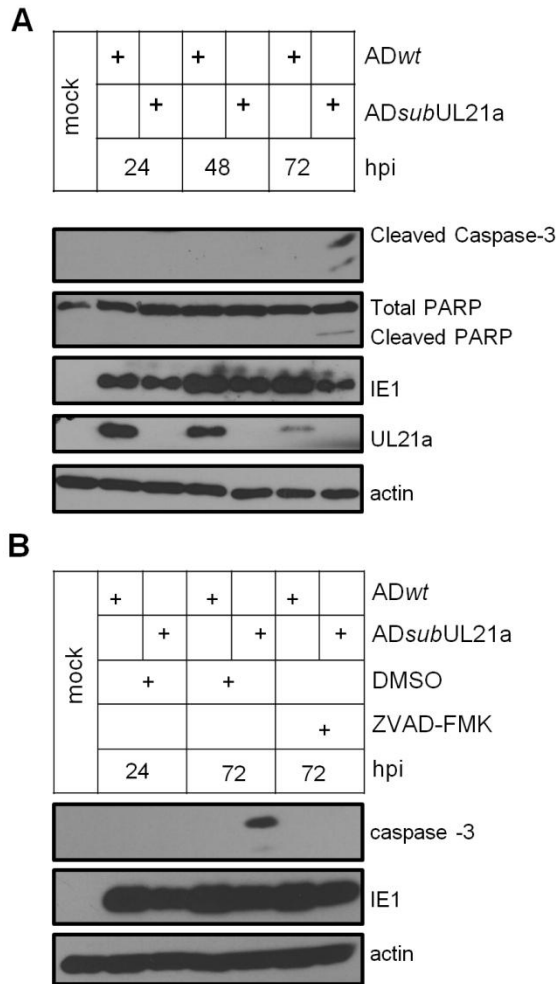 A
mock
+ + + ADwt
+ + + ADsubUL21a
24 48 72 hpi
Cleaved Caspase-3
Total PARP
Cleaved PARP
IE1
UL21a
actin
B
mock
+ + + ADwt
+ + + ADsubUL21a
+ + DMSO
+ ZVAD-FMK
24 72 72 hpi
caspase -3
IE1
actin